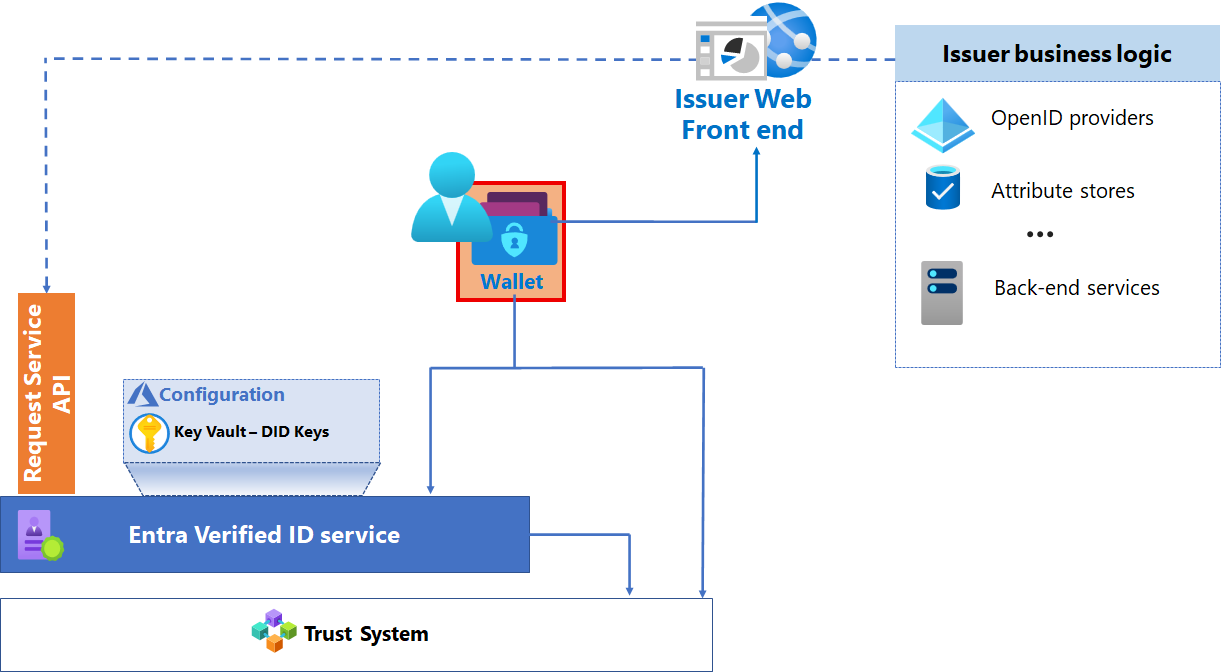 Issuer business logic
OpenID providers
Attribute stores
...
Back-end services
Issuer Web
Front end
Wallet
Request Service
API
Configuration
Key Vault – DID Keys
Entra Verified ID service
Trust System